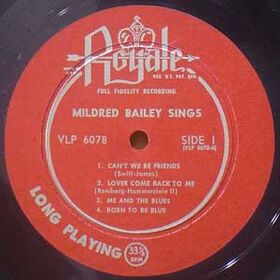 Royale
REG. U.S. PAT. OFF.
FULL FIDELITY RECORDING
MILDRED BAILEY SINGS
VLP 6078
SIDE 1
(VLP 6078-A)
1. CAN'T WE BE FRIENDS
(Swift-James)
2. LOVER COME BACK TO ME
(Romberg-Hammerstein II)
3. ME AND THE BLUES
4. BORN TO BE BLUE
LONG PLAYING
33⅓
RPM